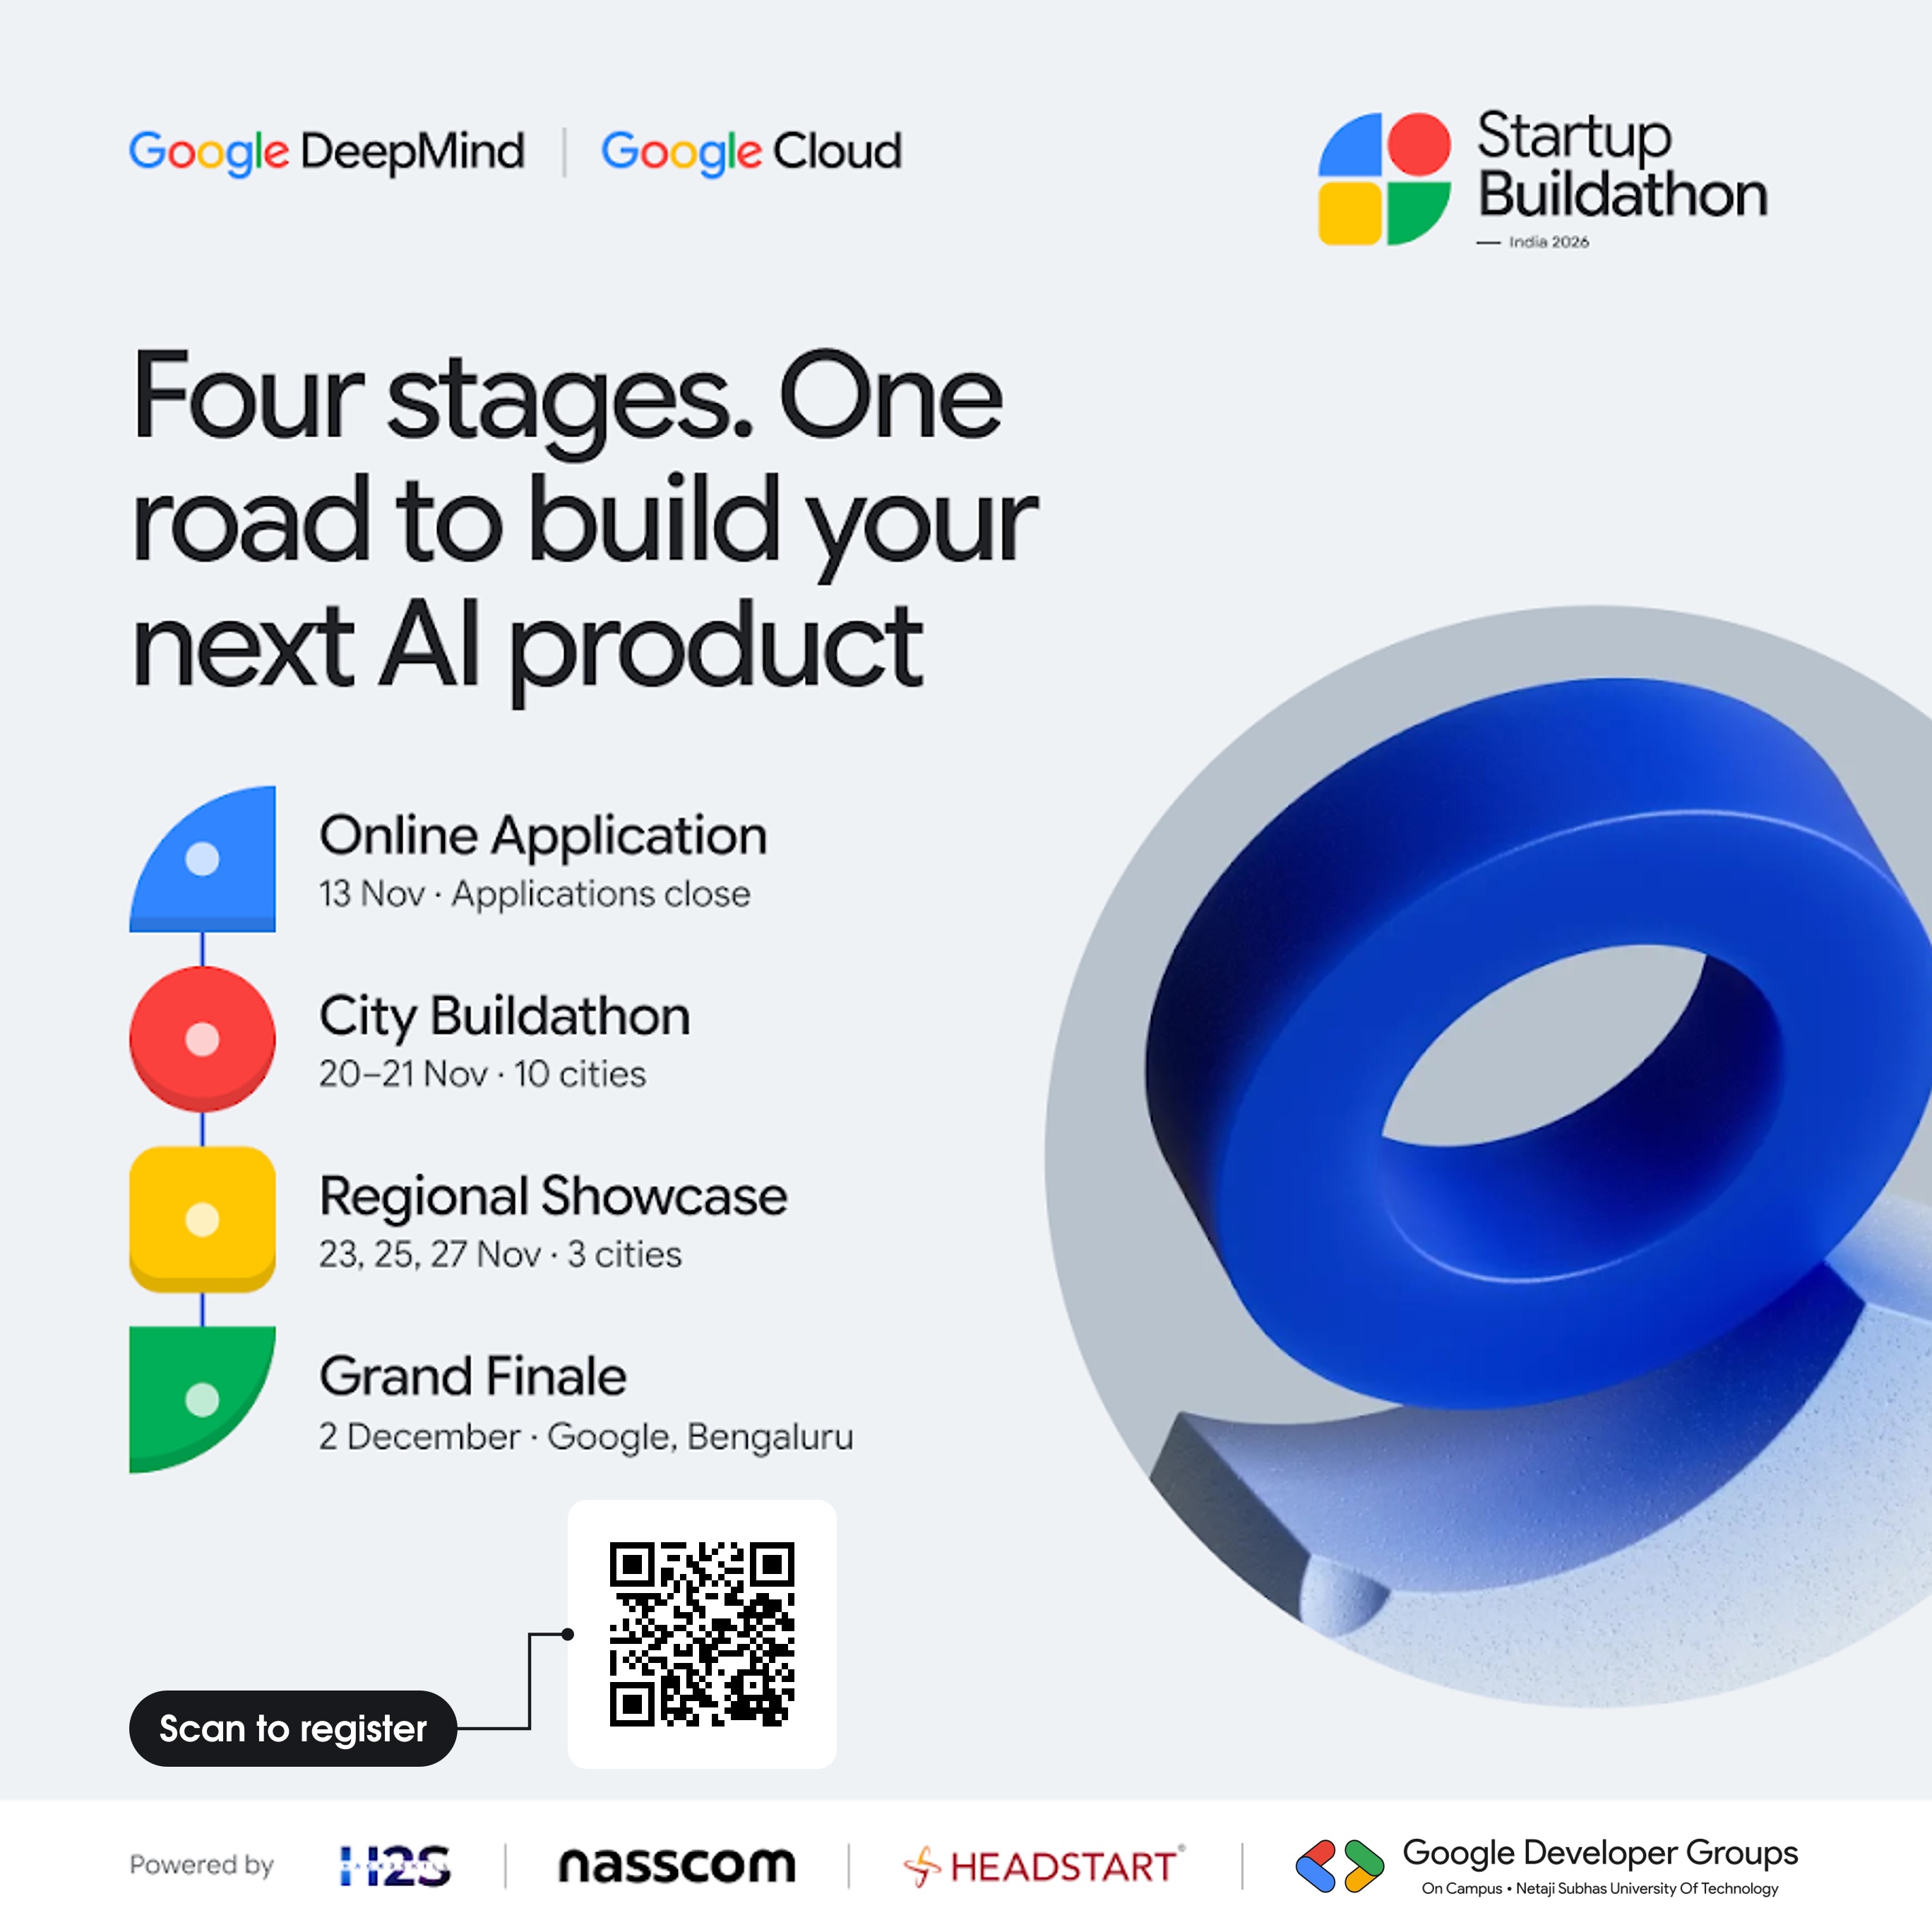 Google DeepMind | Google Cloud
Startup
Buildathon
— India 2026
Four stages. One
road to build your
next AI product
Online Application
13 Nov · Applications close
City Buildathon
20–21 Nov · 10 cities
Regional Showcase
23, 25, 27 Nov · 3 cities
Grand Finale
2 December · Google, Bengaluru
Scan to register
Powered by
H2S
nasscom
HEADSTART®
Google Developer Groups
On Campus • Netaji Subhas University Of Technology